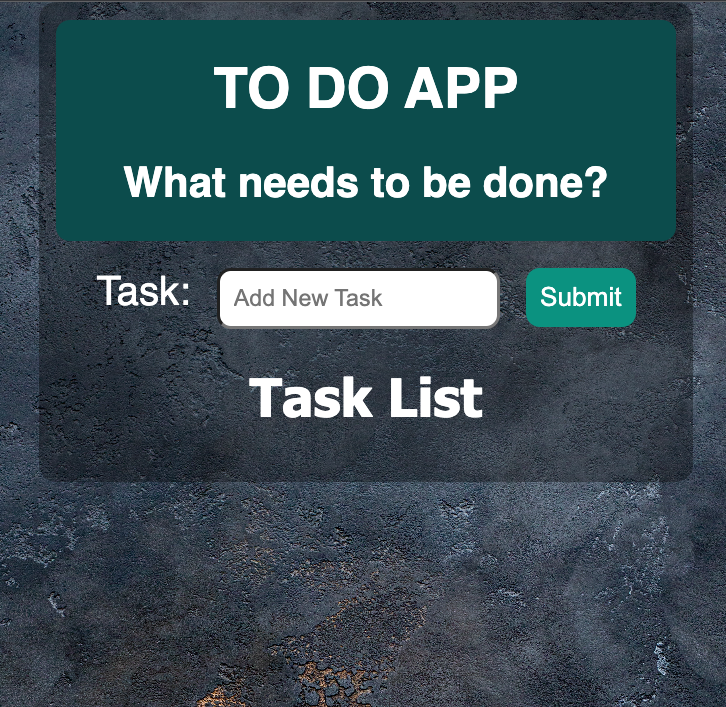 TO DO APP
What needs to be done?
Task: Add New Task Submit
Task List